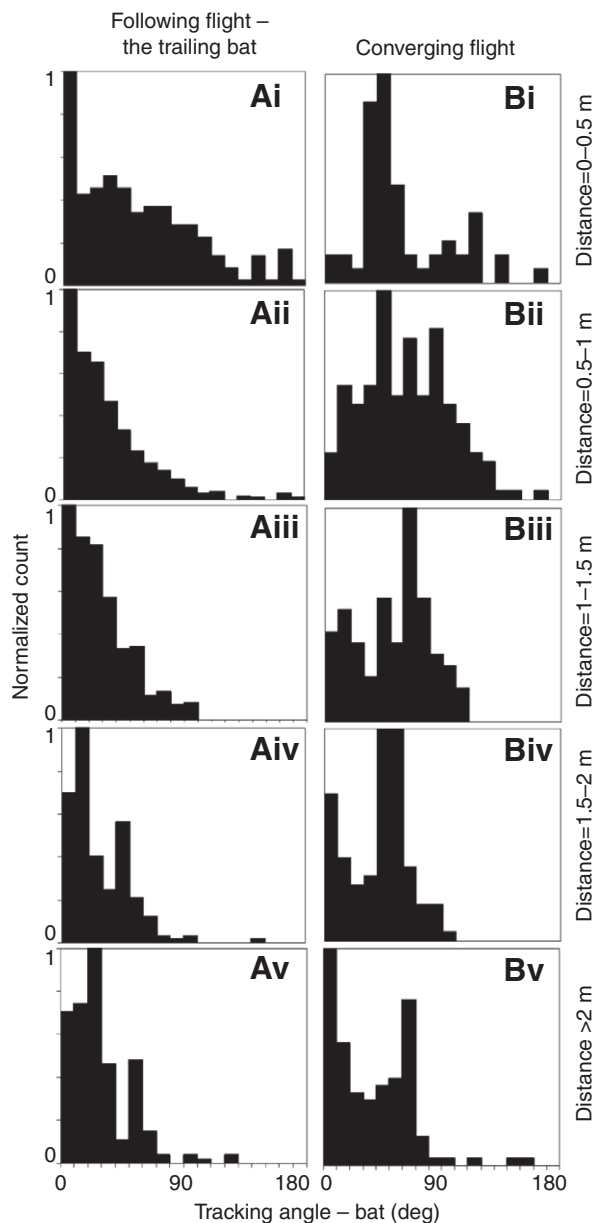 Following flight –
the trailing bat
Converging flight
1
Ai
Bi
0
Distance=0–0.5 m
1
Aii
Bii
0
Distance=0.5–1 m
1
Aiii
Biii
0
Distance=1–1.5 m
Normalized count
1
Aiv
Biv
0
Distance=1.5–2 m
1
Av
Bv
0
Distance >2 m
0 90 180 0 90 180
Tracking angle – bat (deg)